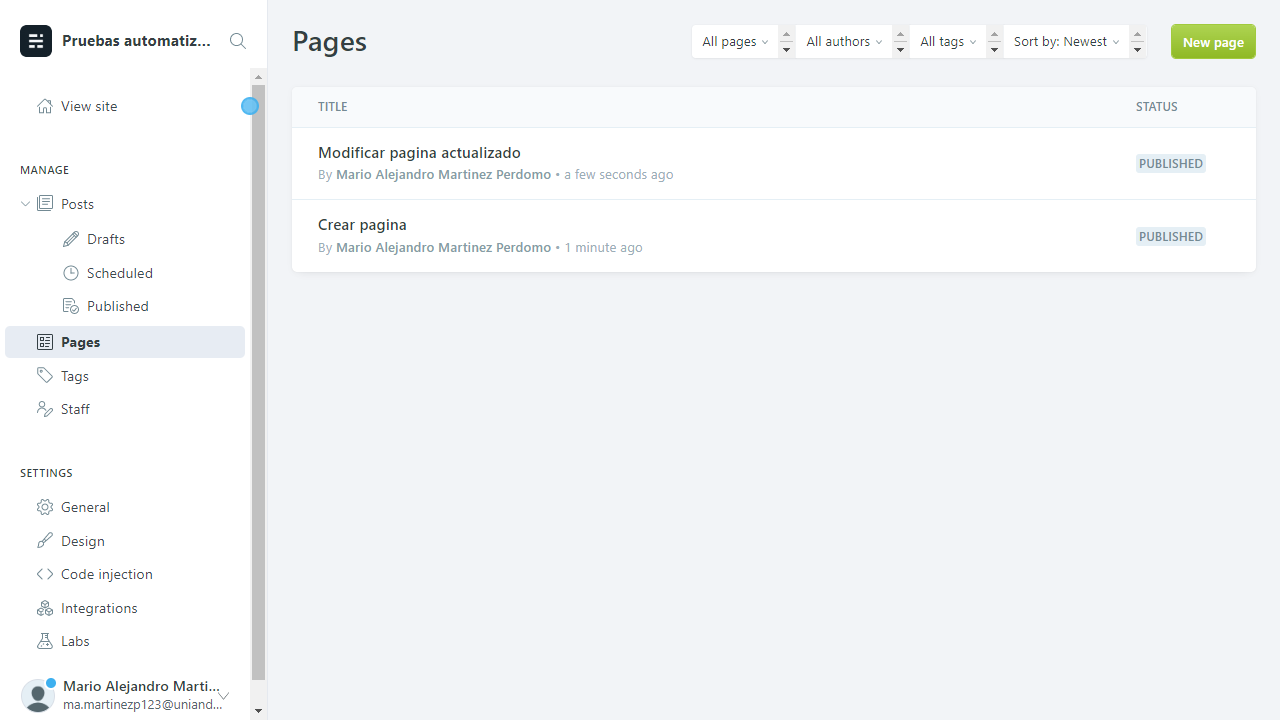 Pruebas automatiz...
View site
MANAGE
Posts
Drafts
Scheduled
Published
Pages
Tags
Staff
SETTINGS
General
Design
Code injection
Integrations
Labs
Mario Alejandro Marti...
ma.martinezp123@uniand...
Pages
All pages
All authors
All tags
Sort by: Newest
New page
TITLE STATUS
Modificar pagina actualizado
By Mario Alejandro Martinez Perdomo • a few seconds ago
PUBLISHED
Crear pagina
By Mario Alejandro Martinez Perdomo • 1 minute ago
PUBLISHED